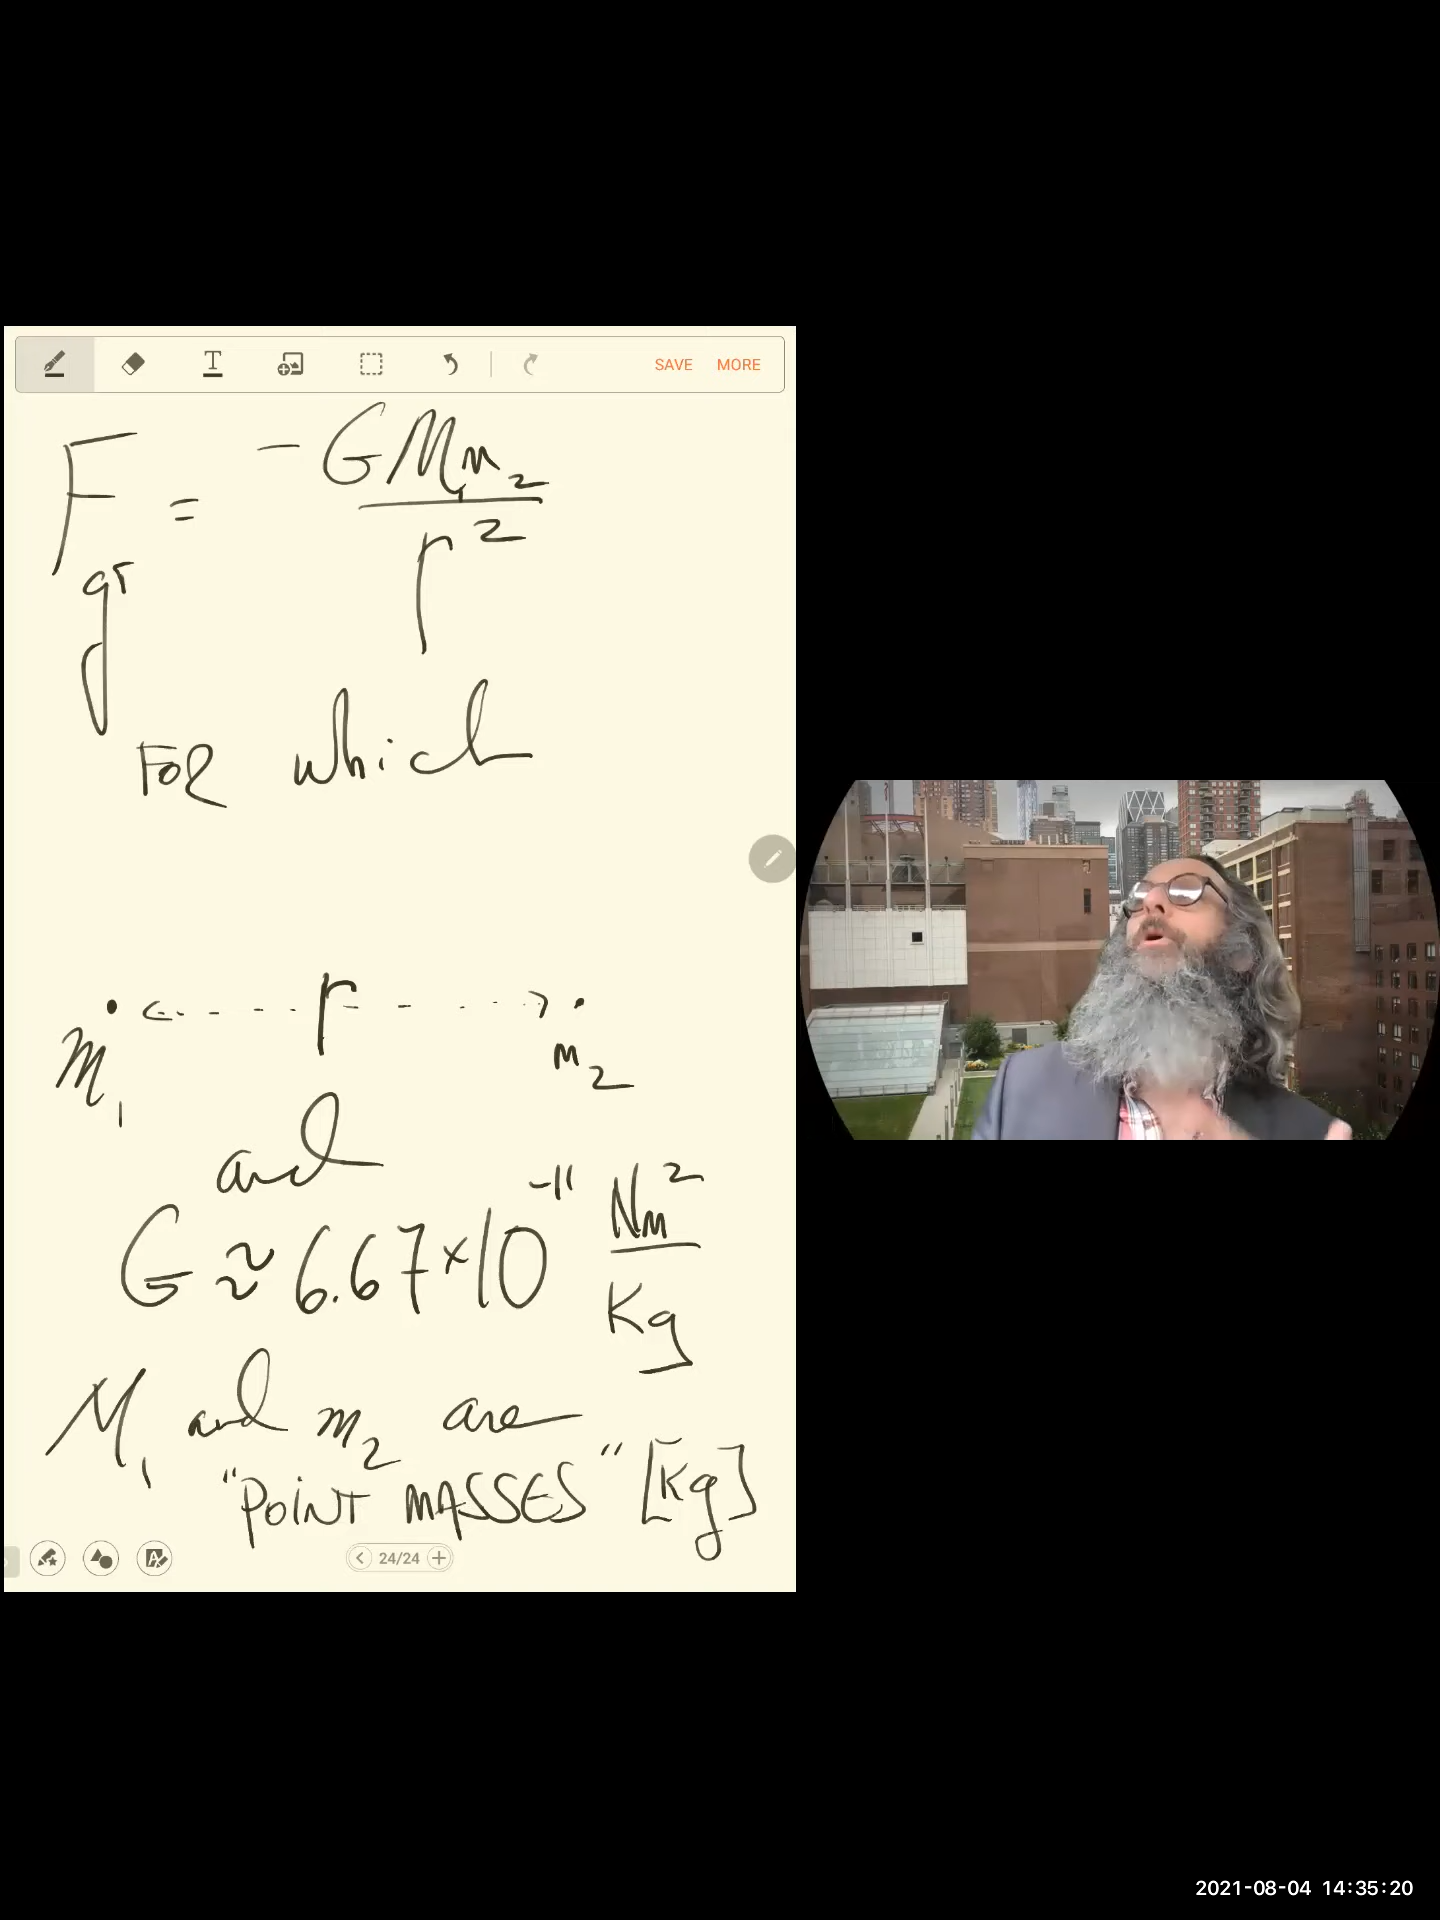 T SAVE MORE
F_gr = -GM₁m₂/r²
FOR which
r
M₁ m₂
and
G ≈ 6.67×10⁻¹¹ Nm²/Kg
M₁ and m₂ are
"POINT MASSES" [Kg]
24/24
2021-08-04 14:35:20